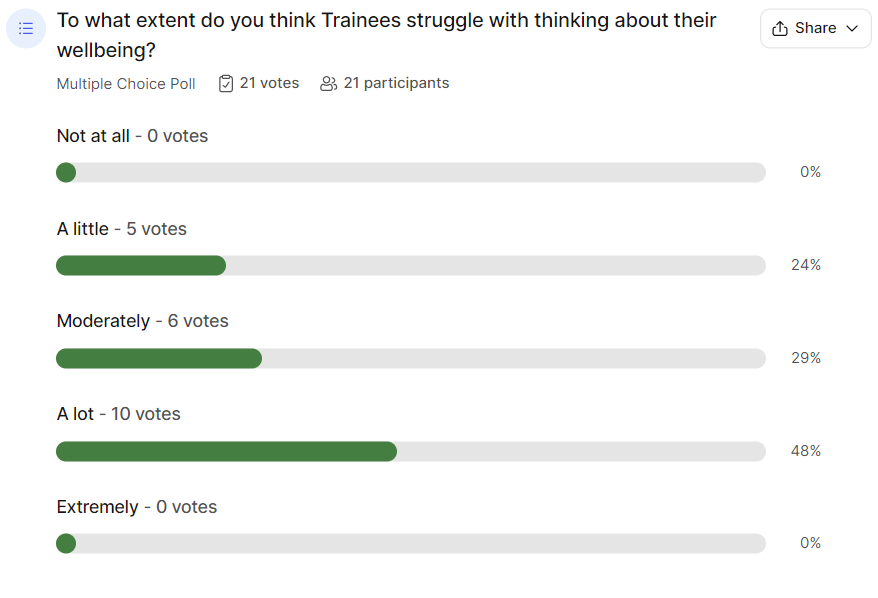 To what extent do you think Trainees struggle with thinking about their
wellbeing?
Share
Multiple Choice Poll 21 votes 21 participants
Not at all - 0 votes
0%
A little - 5 votes
24%
Moderately - 6 votes
29%
A lot - 10 votes
48%
Extremely - 0 votes
0%